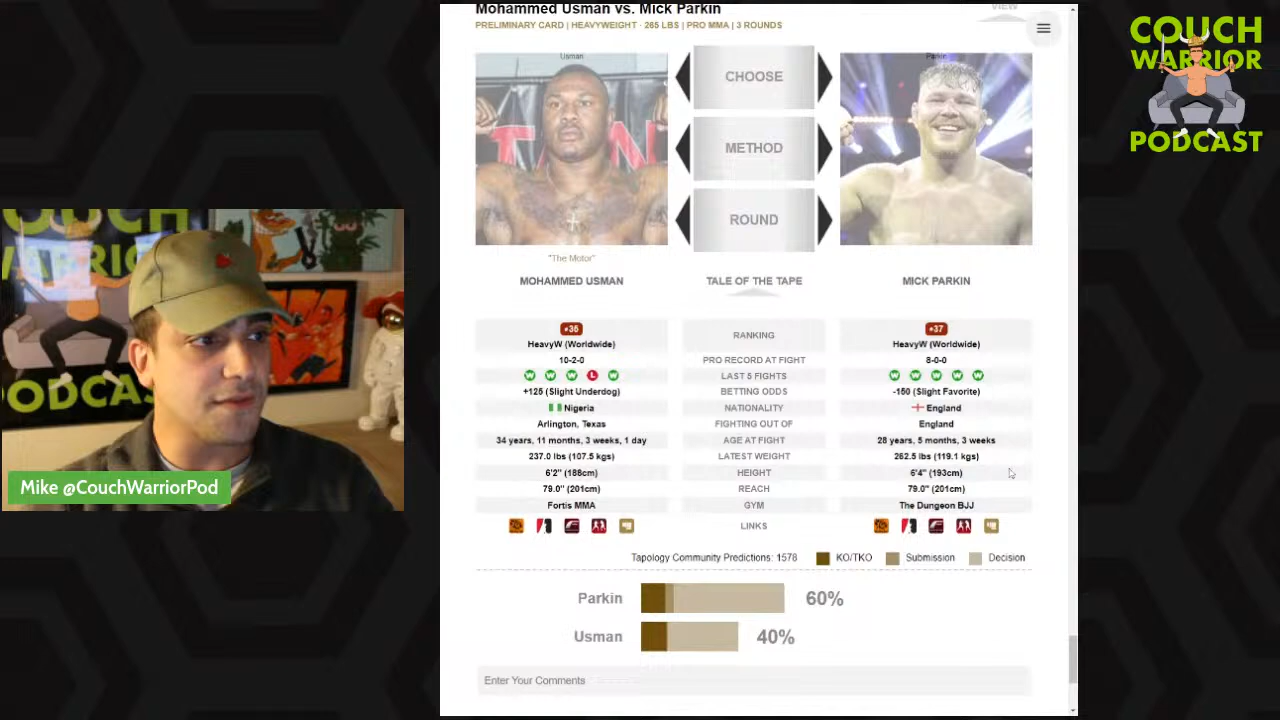 Mohammed Usman vs. Mick Parkin
VIEW
PRELIMINARY CARD | HEAVYWEIGHT · 265 LBS | PRO MMA | 3 ROUNDS
COUCH
WARRIOR
PODCAST
Usman
Parkin
CHOOSE
METHOD
ROUND
"The Motor"
MOHAMMED USMAN
TALE OF THE TAPE
MICK PARKIN
#36 RANKING #37
HeavyW (Worldwide) HeavyW (Worldwide)
10-2-0 PRO RECORD AT FIGHT 8-0-0
W W W L W LAST 5 FIGHTS W W W W W
+125 (Slight Underdog) BETTING ODDS -150 (Slight Favorite)
Nigeria NATIONALITY England
Arlington, Texas FIGHTING OUT OF England
34 years, 11 months, 3 weeks, 1 day AGE AT FIGHT 28 years, 5 months, 3 weeks
237.0 lbs (107.5 kgs) LATEST WEIGHT 262.5 lbs (119.1 kgs)
6'2" (188cm) HEIGHT 6'4" (193cm)
79.0" (201cm) REACH 79.0" (201cm)
Fortis MMA GYM The Dungeon BJJ
LINKS
Tapology Community Predictions: 1578 KO/TKO Submission Decision
Parkin 60%
Usman 40%
Enter Your Comments
PODCAST
Mike @CouchWarriorPod